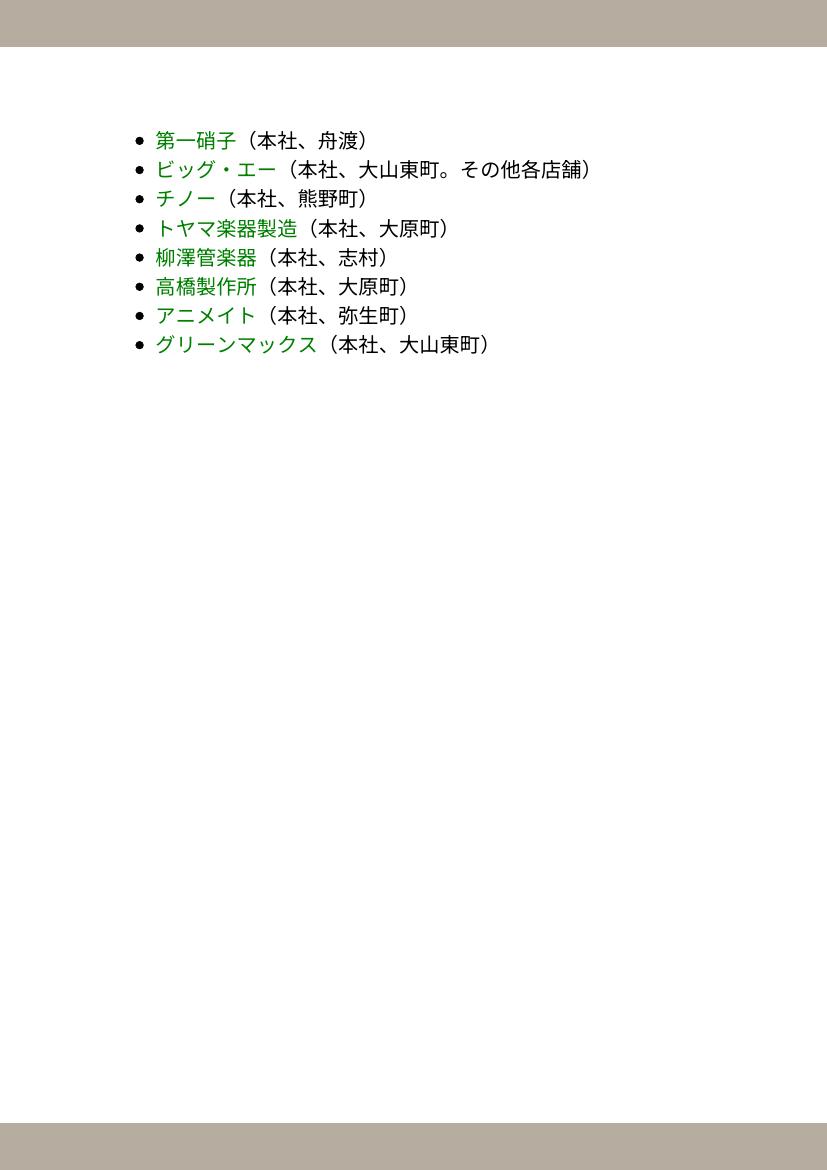 • 第一硝子（本社、舟渡）
• ビッグ・エー（本社、大山東町。その他各店舗）
• チノー（本社、熊野町）
• トヤマ楽器製造（本社、大原町）
• 柳澤管楽器（本社、志村）
• 高橋製作所（本社、大原町）
• アニメイト（本社、弥生町）
• グリーンマックス（本社、大山東町）